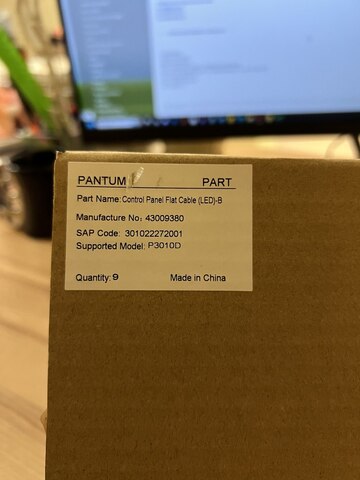 PANTUM PART
Part Name: Control Panel Flat Cable (LED)-B
Manufacture No: 43009380
SAP Code: 301022272001
Supported Model: P3010D
Quantity: 9 Made in China